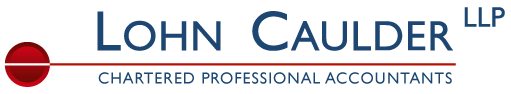 LOHN CAULDER LLP
CHARTERED PROFESSIONAL ACCOUNTANTS